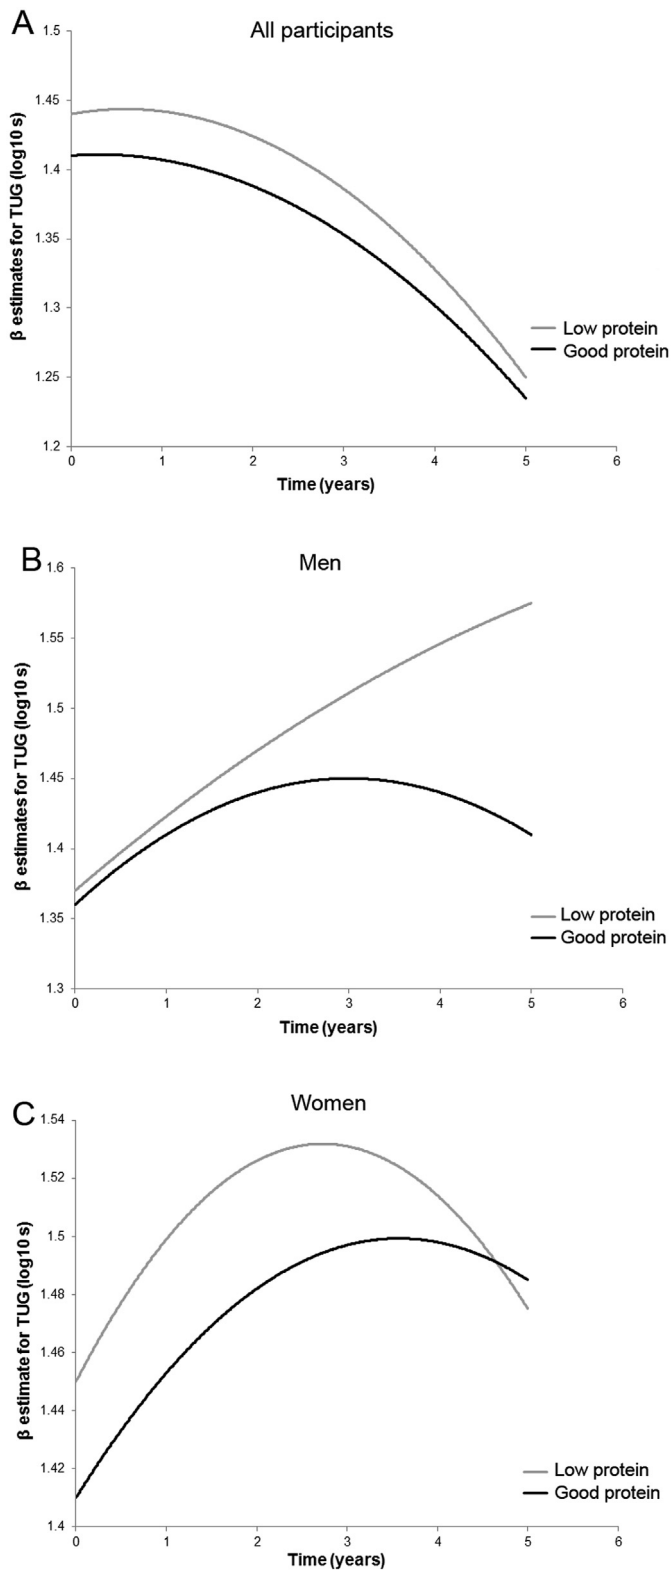 A
All participants
β estimates for TUG (log10 s)
1.5
1.45
1.4
1.35
1.3
1.25
1.2
0 1 2 3 4 5 6
Time (years)
Low protein
Good protein
B
Men
β estimates for TUG (log10 s)
1.6
1.55
1.5
1.45
1.4
1.35
1.3
0 1 2 3 4 5 6
Time (years)
Low protein
Good protein
C
Women
β estimate for TUG (log10 s)
1.54
1.52
1.5
1.48
1.46
1.44
1.42
1.4
0 1 2 3 4 5 6
Time (years)
Low protein
Good protein